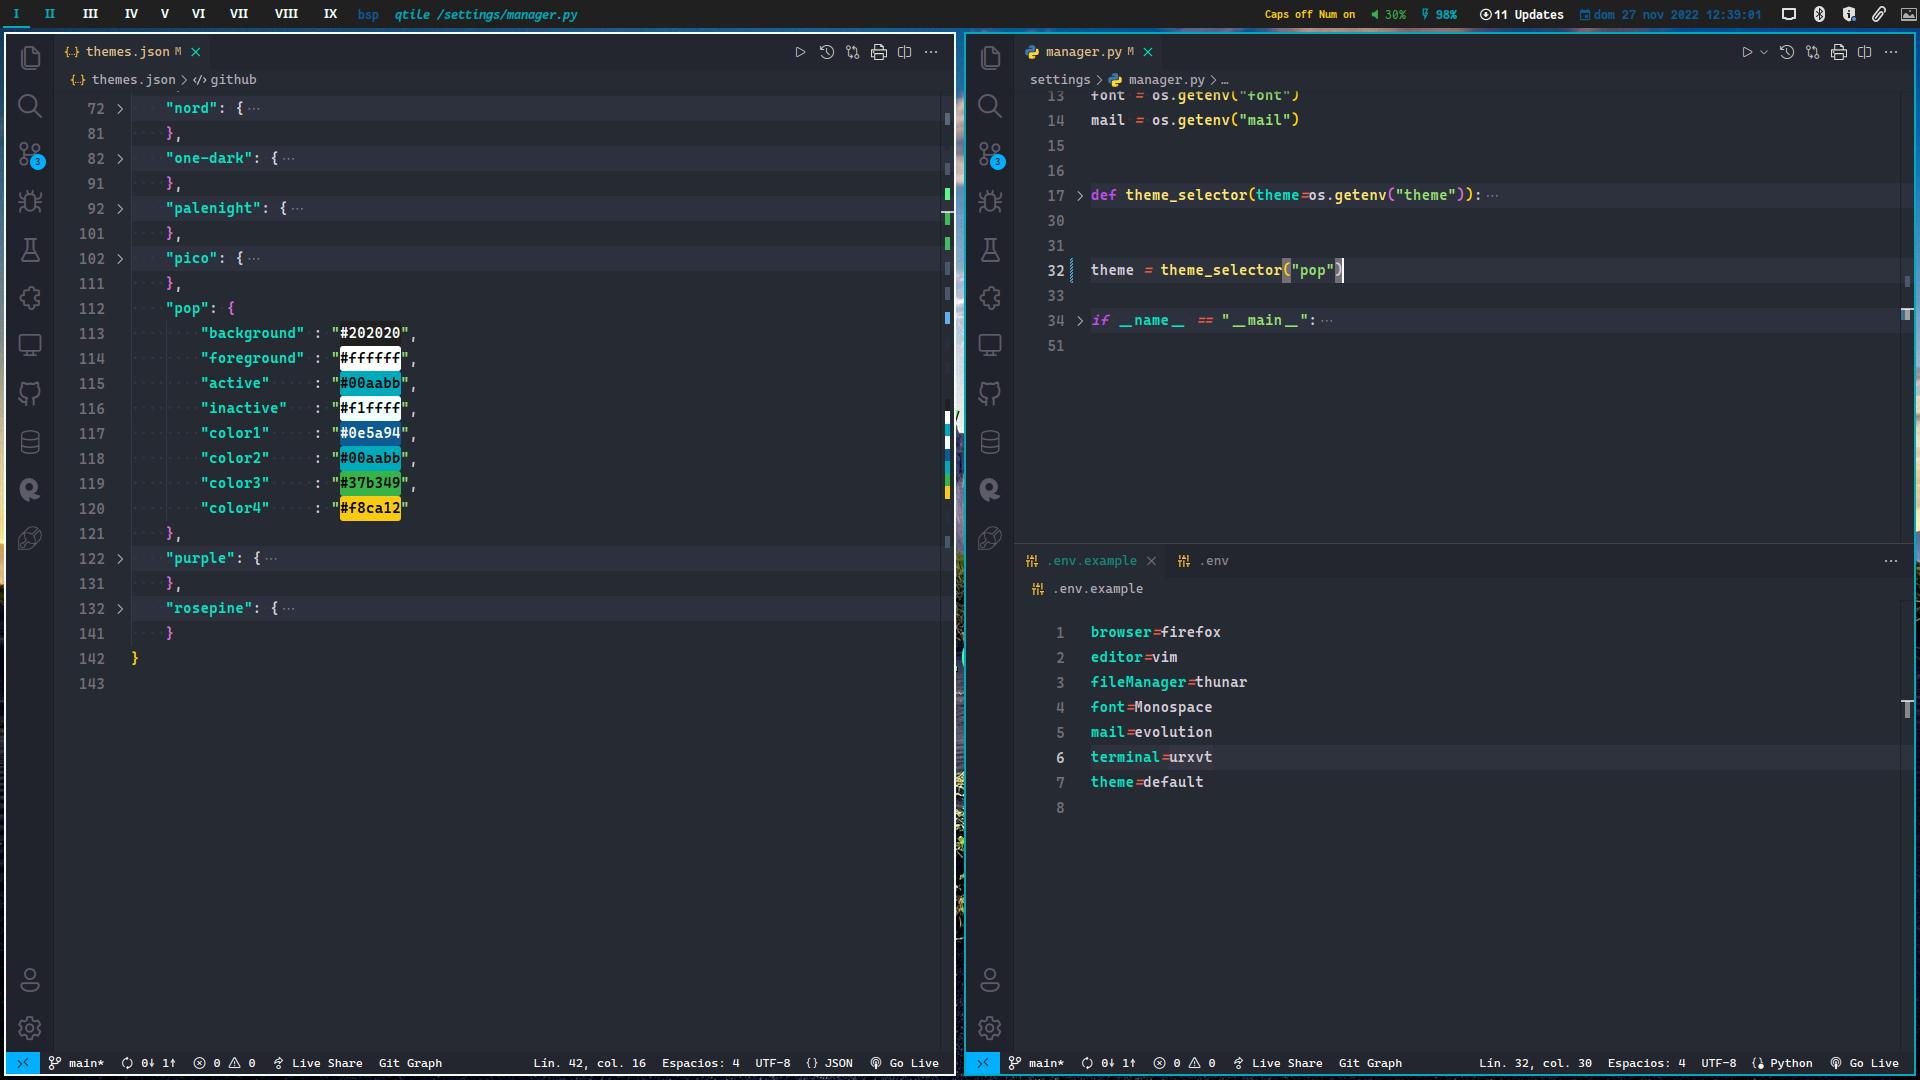 I II III IV V VI VII VIII IX bsp qtile /settings/manager.py Caps off Num on 30% 98% 11 Updates dom 27 nov 2022 12:39:01
{..} themes.json M
{..} themes.json > github
72 "nord": { ···
81 },
82 "one-dark": { ···
91 },
92 "palenight": { ···
101 },
102 "pico": { ···
111 },
112 "pop": {
113 "background" : "#202020",
114 "foreground" : "#ffffff",
115 "active" : "#00aabb",
116 "inactive" : "#f1ffff",
117 "color1" : "#0e5a94",
118 "color2" : "#00aabb",
119 "color3" : "#37b349",
120 "color4" : "#f8ca12"
121 },
122 "purple": { ···
131 },
132 "rosepine": { ···
141 }
142 }
143
3
main* 0↓ 1↑ 0 0 Live Share Git Graph Lín. 42, col. 16 Espacios: 4 UTF-8 {} JSON Go Live
manager.py M
settings > manager.py > ...
13 font = os.getenv("font")
14 mail = os.getenv("mail")
15
16
17 def theme_selector(theme=os.getenv("theme")): ···
30
31
32 theme = theme_selector("pop")
33
34 if __name__ == "__main__": ···
51
3
.env.example .env
.env.example
1 browser=firefox
2 editor=vim
3 fileManager=thunar
4 font=Monospace
5 mail=evolution
6 terminal=urxvt
7 theme=default
8
main* 0↓ 1↑ 0 0 Live Share Git Graph Lín. 32, col. 30 Espacios: 4 UTF-8 Python Go Live